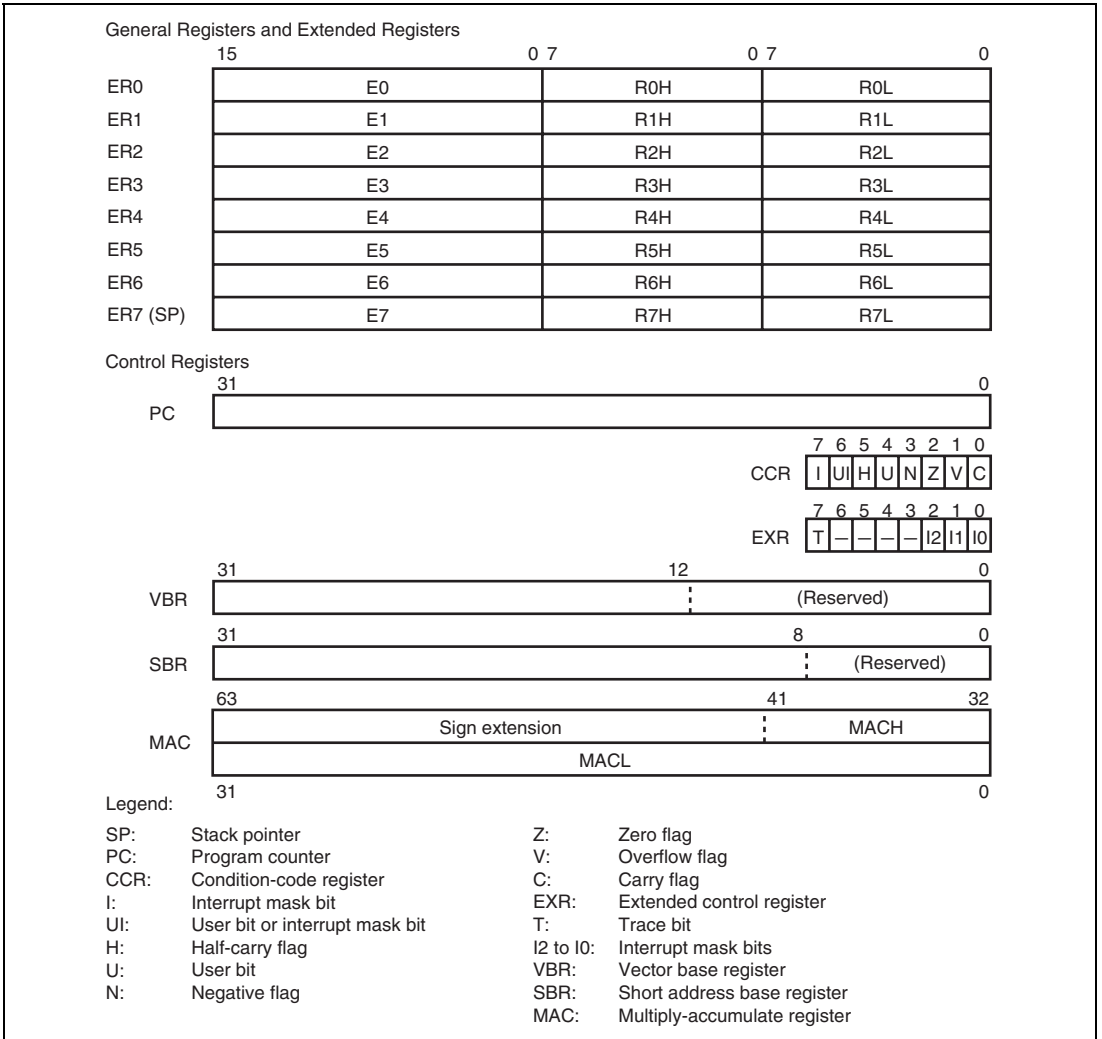 General Registers and Extended Registers
15 0 7 0 7 0
ER0 E0 R0H R0L
ER1 E1 R1H R1L
ER2 E2 R2H R2L
ER3 E3 R3H R3L
ER4 E4 R4H R4L
ER5 E5 R5H R5L
ER6 E6 R6H R6L
ER7 (SP) E7 R7H R7L
Control Registers
31 0
PC
7 6 5 4 3 2 1 0
CCR I UI H U N Z V C
7 6 5 4 3 2 1 0
EXR T — — — — I2 I1 I0
31 12 0
VBR (Reserved)
31 8 0
SBR (Reserved)
63 41 32
Sign extension MACH
MAC
MACL
31 0
Legend:
SP: Stack pointer
PC: Program counter
CCR: Condition-code register
I: Interrupt mask bit
UI: User bit or interrupt mask bit
H: Half-carry flag
U: User bit
N: Negative flag
Z: Zero flag
V: Overflow flag
C: Carry flag
EXR: Extended control register
T: Trace bit
I2 to I0: Interrupt mask bits
VBR: Vector base register
SBR: Short address base register
MAC: Multiply-accumulate register